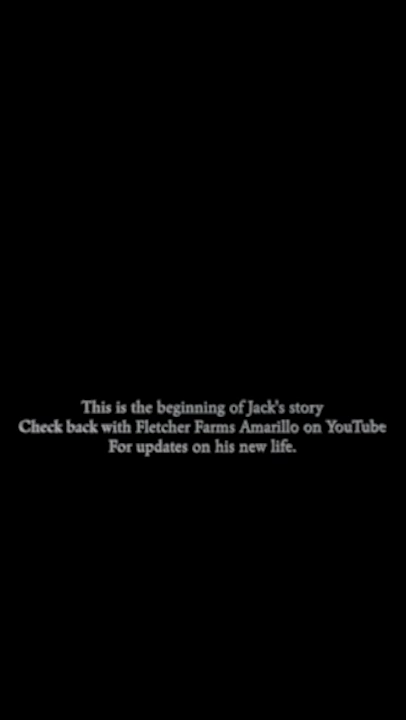 This is the beginning of Jack's story
Check back with Fletcher Farms Amarillo on YouTube
For updates on his new life.